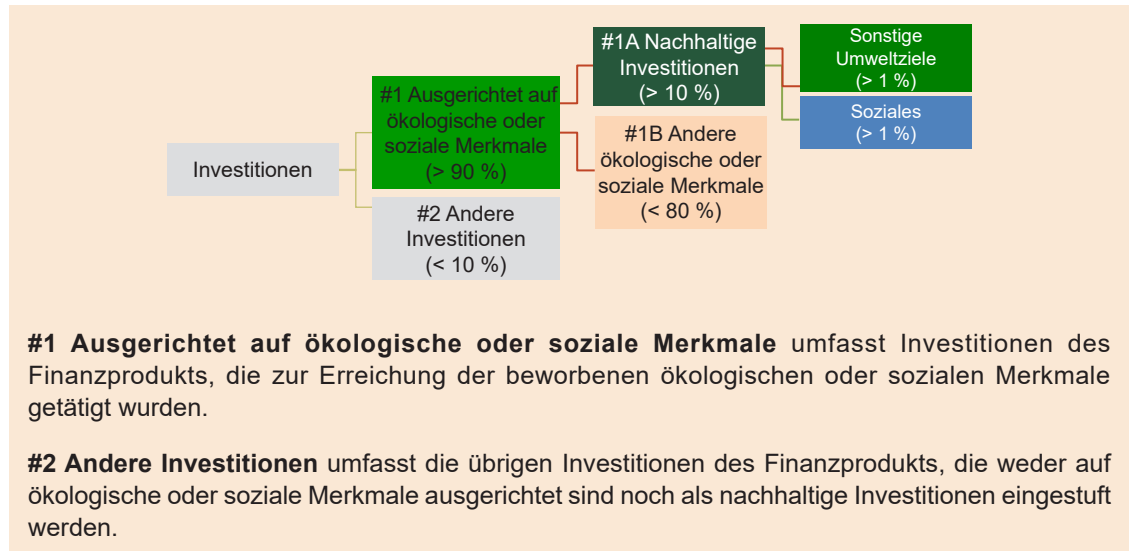 Investitionen
#1 Ausgerichtet auf
ökologische oder
soziale Merkmale
(> 90 %)
#2 Andere
Investitionen
(< 10 %)
#1A Nachhaltige
Investitionen
(> 10 %)
#1B Andere
ökologische oder
soziale Merkmale
(< 80 %)
Sonstige
Umweltziele
(> 1 %)
Soziales
(> 1 %)
#1 Ausgerichtet auf ökologische oder soziale Merkmale umfasst Investitionen des
Finanzprodukts, die zur Erreichung der beworbenen ökologischen oder sozialen Merkmale
getätigt wurden.
#2 Andere Investitionen umfasst die übrigen Investitionen des Finanzprodukts, die weder auf
ökologische oder soziale Merkmale ausgerichtet sind noch als nachhaltige Investitionen eingestuft
werden.